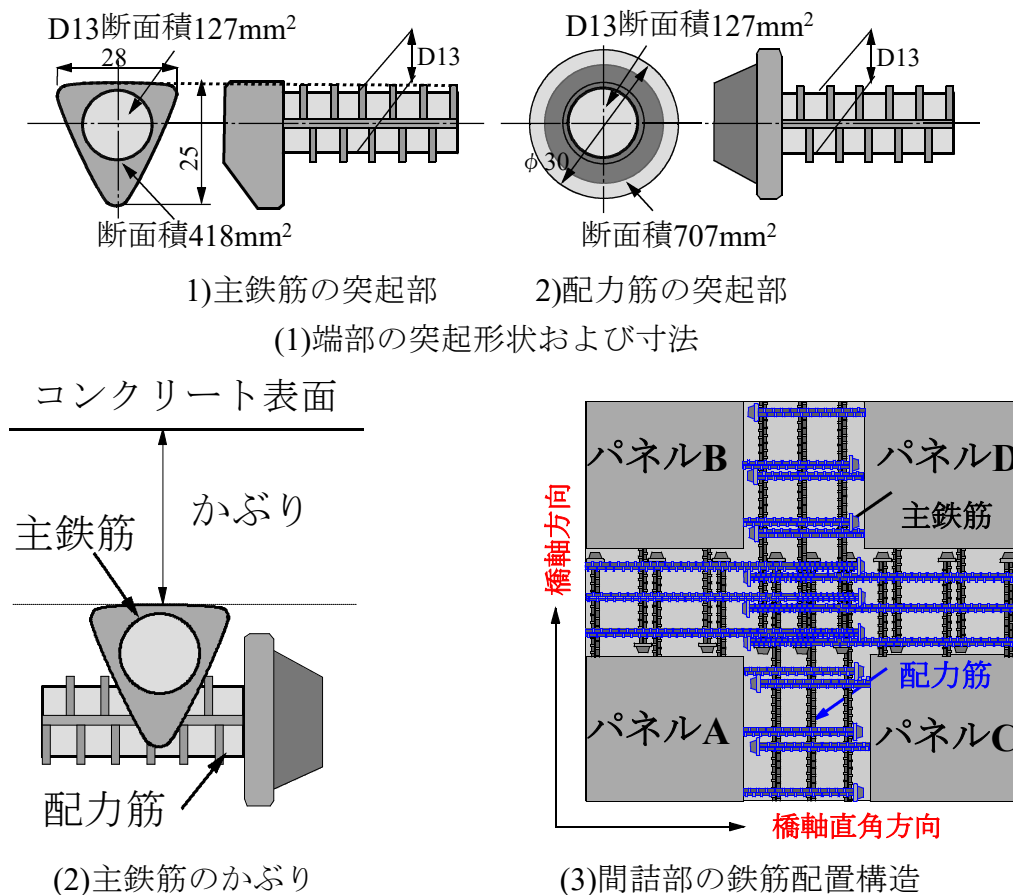 D13断面積127mm²
28
D13
25
断面積418mm²
1)主鉄筋の突起部
D13断面積127mm²
D13
φ30
断面積707mm²
2)配力筋の突起部
(1)端部の突起形状および寸法
コンクリート表面
かぶり
主鉄筋
配力筋
(2)主鉄筋のかぶり
パネルB
パネルD
主鉄筋
橋軸方向
配力筋
パネルA
パネルC
橋軸直角方向
(3)間詰部の鉄筋配置構造